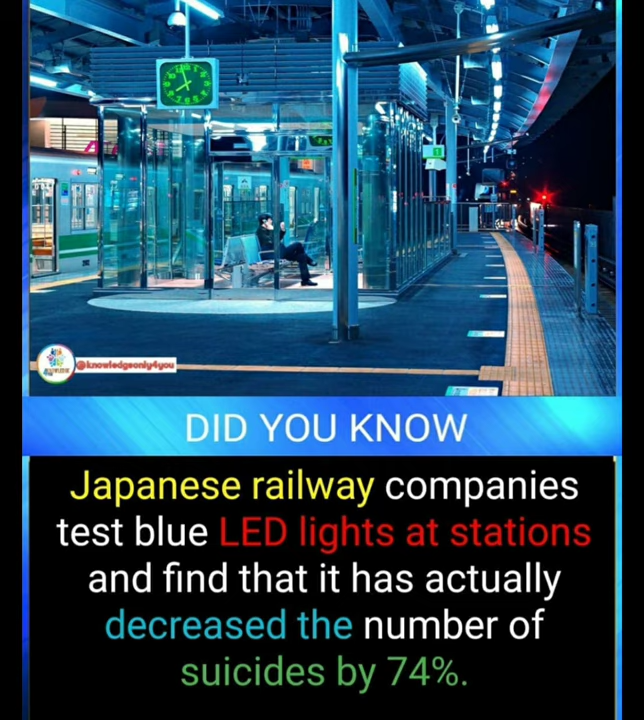 @knowledgeonly4you
DID YOU KNOW
Japanese railway companies
test blue LED lights at stations
and find that it has actually
decreased the number of
suicides by 74%.